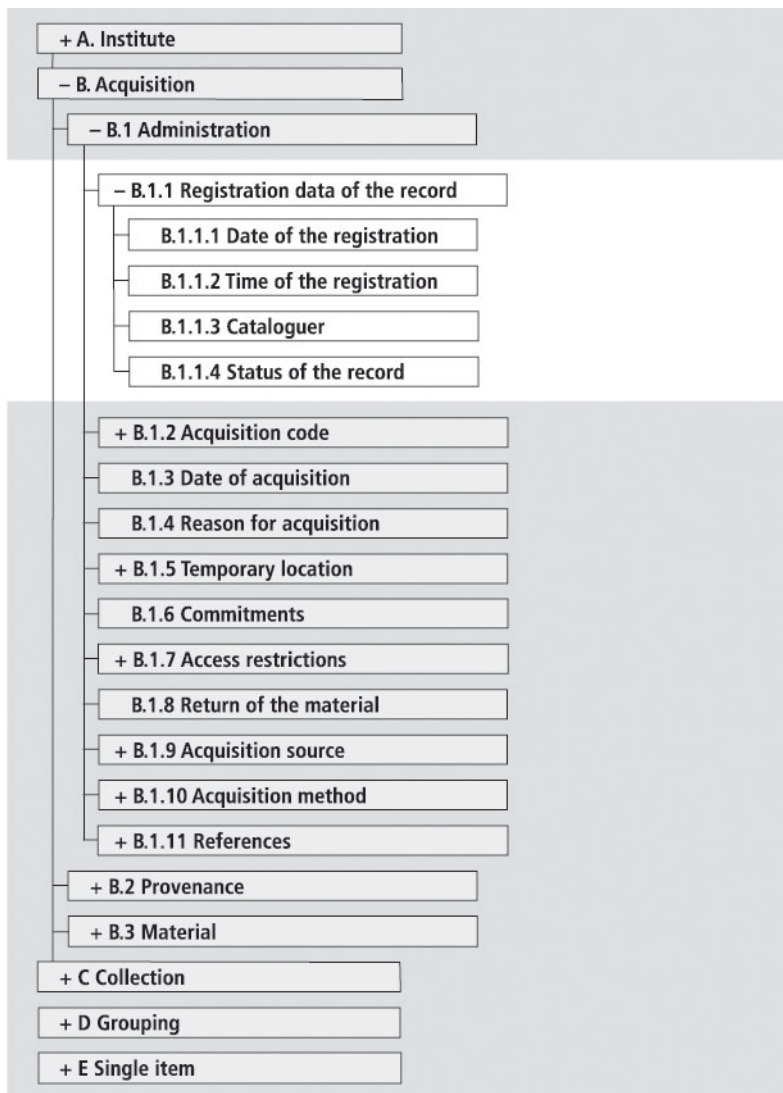 + A. Institute
– B. Acquisition
– B.1 Administration
– B.1.1 Registration data of the record
B.1.1.1 Date of the registration
B.1.1.2 Time of the registration
B.1.1.3 Cataloguer
B.1.1.4 Status of the record
+ B.1.2 Acquisition code
B.1.3 Date of acquisition
B.1.4 Reason for acquisition
+ B.1.5 Temporary location
B.1.6 Commitments
+ B.1.7 Access restrictions
B.1.8 Return of the material
+ B.1.9 Acquisition source
+ B.1.10 Acquisition method
+ B.1.11 References
+ B.2 Provenance
+ B.3 Material
+ C Collection
+ D Grouping
+ E Single item